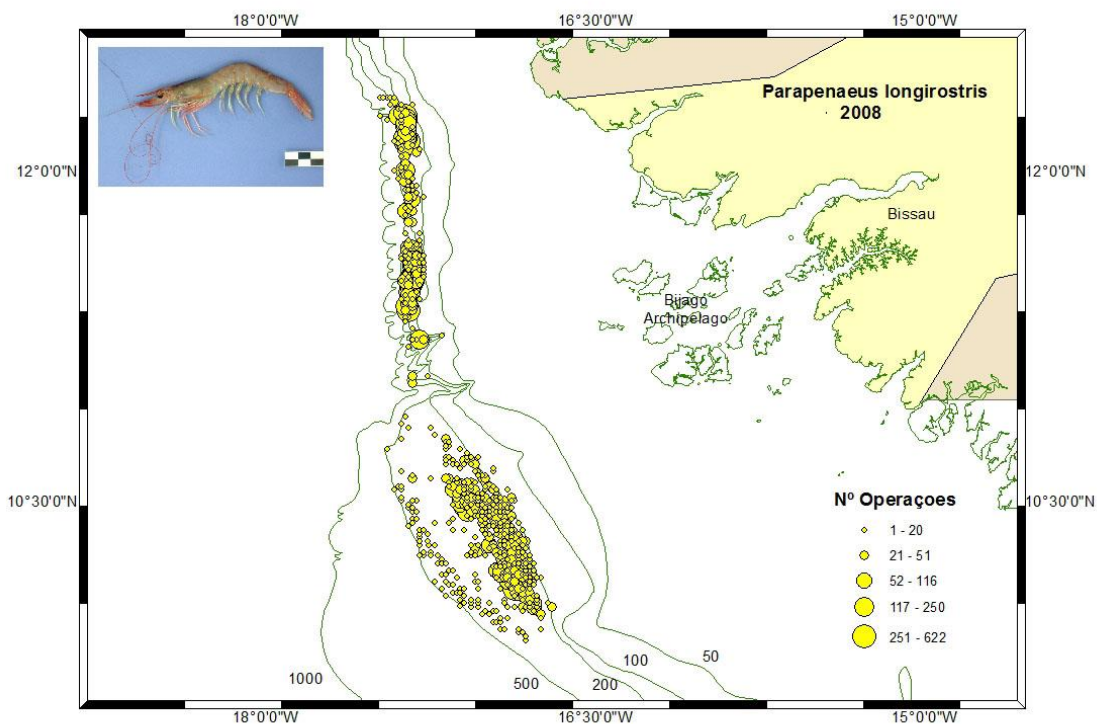 18°0'0"W 16°30'0"W 15°0'0"W
Parapenaeus longirostris
2008
12°0'0"N 12°0'0"N
Bissau
Bijago
Archipelago
10°30'0"N 10°30'0"N
Nº Operaçoes
1 - 20
21 - 51
52 - 116
117 - 250
251 - 622
1000 500 200 100 50
18°0'0"W 16°30'0"W 15°0'0"W